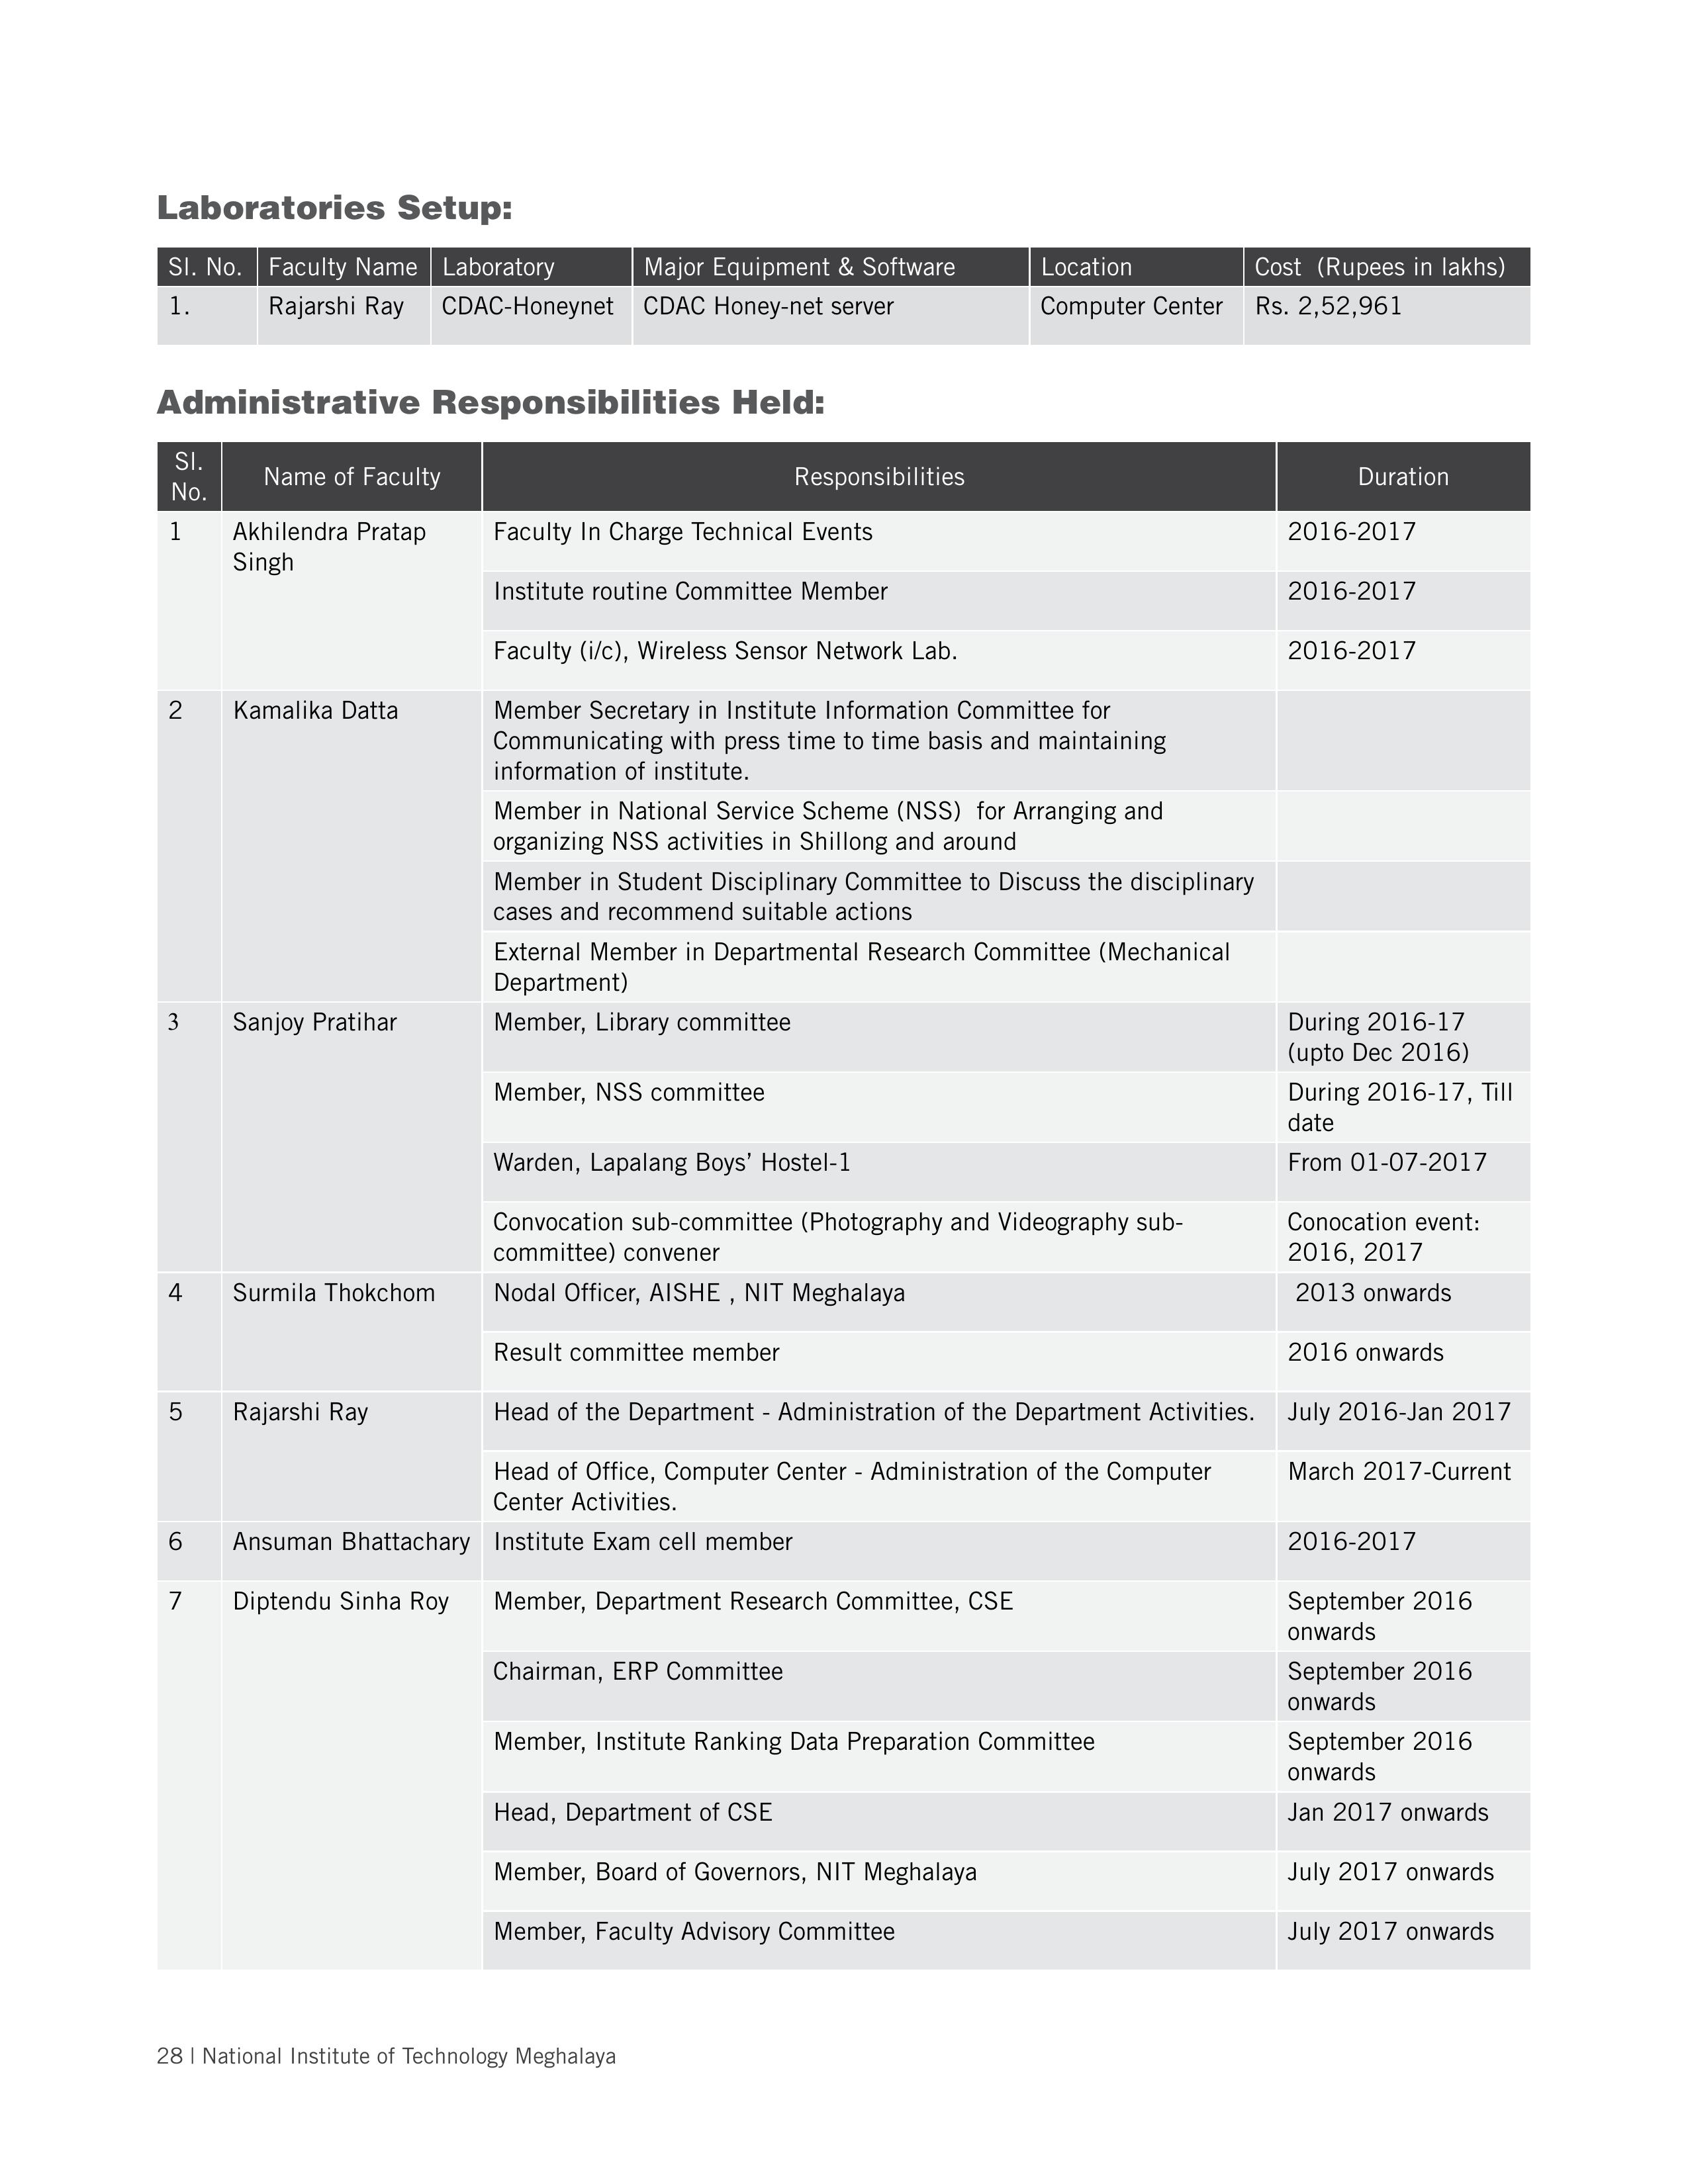 Laboratories Setup:
Sl. No. Faculty Name Laboratory Major Equipment & Software Location Cost  (Rupees in lakhs)
1. Rajarshi Ray CDAC-Honeynet CDAC Honey-net server Computer Center Rs. 2,52,961
Administrative Responsibilities Held:
Sl.
No. Name of Faculty Responsibilities Duration
1 Akhilendra Pratap Faculty In Charge Technical Events 2016-2017
Singh
Institute routine Committee Member 2016-2017
Faculty (i/c), Wireless Sensor Network Lab. 2016-2017
2 Kamalika Datta Member Secretary in Institute Information Committee for
Communicating with press time to time basis and maintaining
information of institute.
Member in National Service Scheme (NSS)  for Arranging and
organizing NSS activities in Shillong and around
Member in Student Disciplinary Committee to Discuss the disciplinary
cases and recommend suitable actions
External Member in Departmental Research Committee (Mechanical
Department)
3 Sanjoy Pratihar Member, Library committee During 2016-17
(upto Dec 2016)
Member, NSS committee During 2016-17, Till
date
Warden, Lapalang Boys’ Hostel-1 From 01-07-2017
Convocation sub-committee (Photography and Videography sub- Conocation event:
committee) convener 2016, 2017
4 Surmila Thokchom Nodal Officer, AISHE , NIT Meghalaya 2013 onwards
Result committee member 2016 onwards
5 Rajarshi Ray Head of the Department - Administration of the Department Activities. July 2016-Jan 2017
Head of Office, Computer Center - Administration of the Computer March 2017-Current
Center Activities.
6 Ansuman Bhattachary Institute Exam cell member 2016-2017
7 Diptendu Sinha Roy Member, Department Research Committee, CSE September 2016
onwards
Chairman, ERP Committee September 2016
onwards
Member, Institute Ranking Data Preparation Committee September 2016
onwards
Head, Department of CSE Jan 2017 onwards
Member, Board of Governors, NIT Meghalaya July 2017 onwards
Member, Faculty Advisory Committee July 2017 onwards
28 | National Institute of Technology Meghalaya